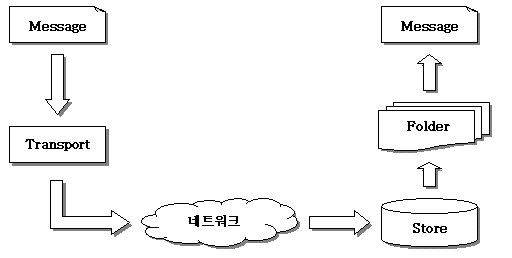 Message
Message
Folder
Transport
네트워크
Store